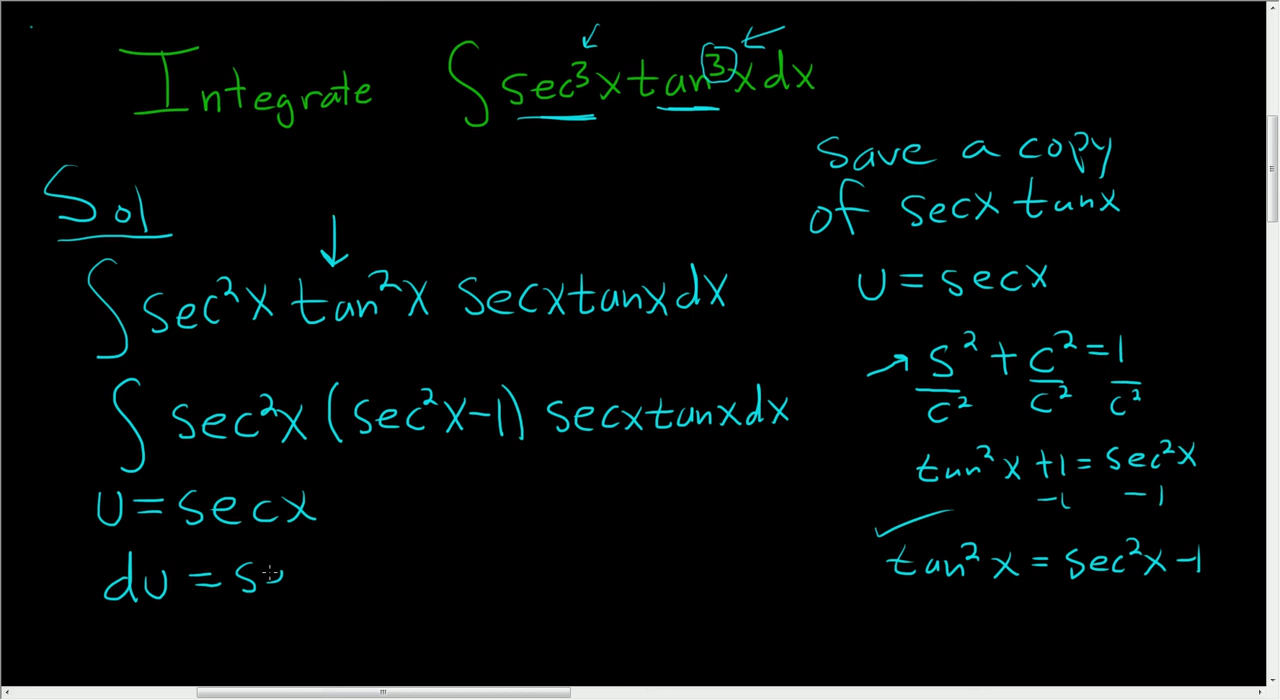 Integrate ∫ sec³x tan³x dx
Sol
∫ sec²x tan²x secx tanx dx
∫ sec²x (sec²x-1) secx tanx dx
u = secx
du = se
save a copy
of secx tanx
u = secx
s² + c² = 1
c² c² c²
tan²x +1 = sec²x
-1 -1
tan²x = sec²x -1